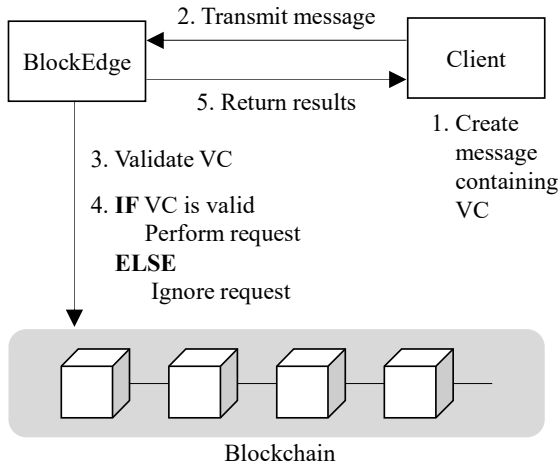 2. Transmit message
BlockEdge
Client
5. Return results
1. Create
message
containing
VC
3. Validate VC
4. IF VC is valid
Perform request
ELSE
Ignore request
Blockchain